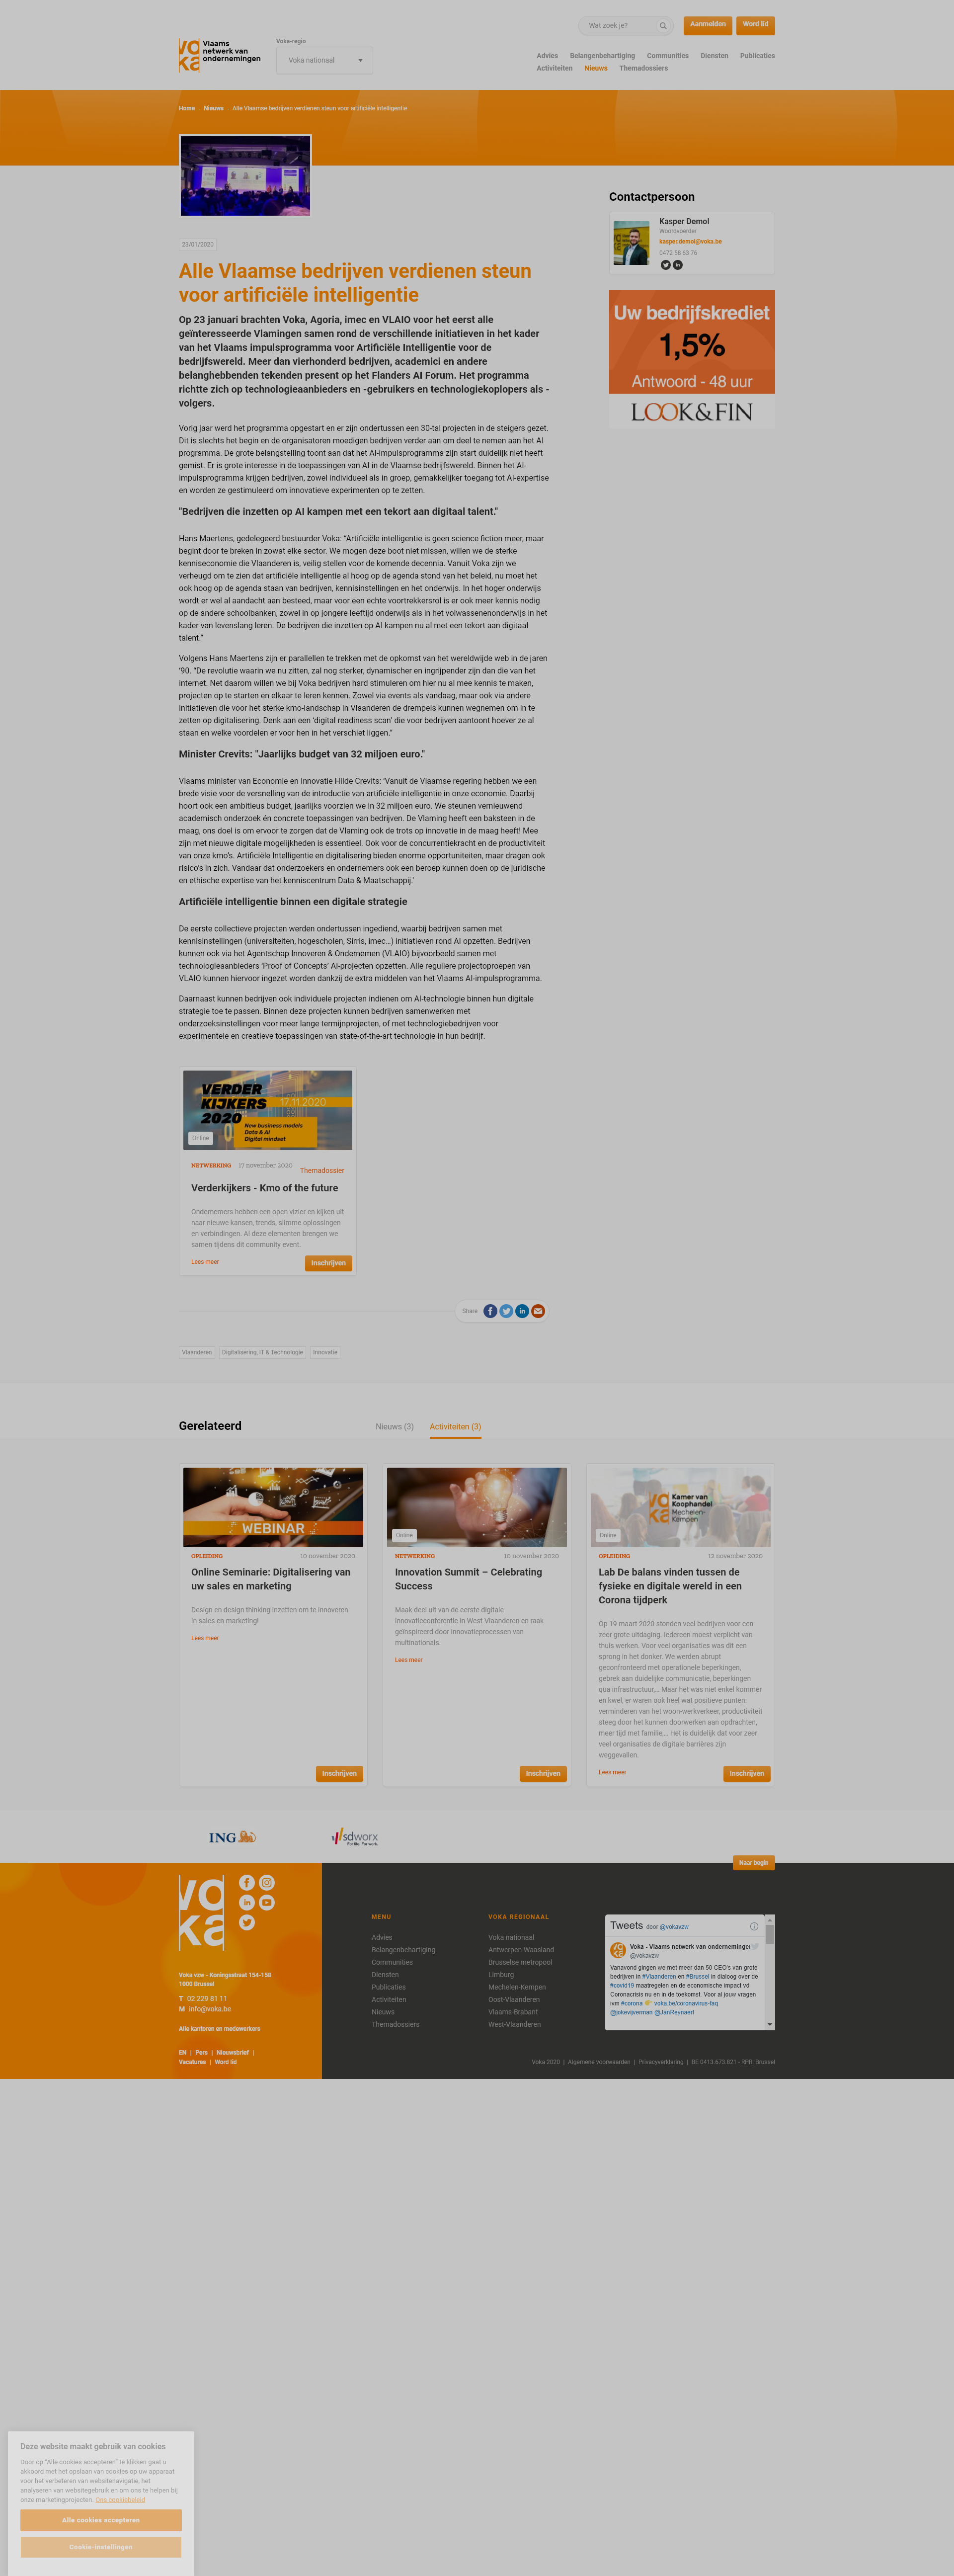 Wat zoek je?
Aanmelden
Word lid
Vlaams
netwerk van
ondernemingen
Voka-regio
Voka nationaal
Advies Belangenbehartiging Communities Diensten Publicaties
Activiteiten Nieuws Themadossiers
Home - Nieuws - Alle Vlaamse bedrijven verdienen steun voor artificiële intelligentie
23/01/2020
Alle Vlaamse bedrijven verdienen steun
voor artificiële intelligentie
Op 23 januari brachten Voka, Agoria, imec en VLAIO voor het eerst alle
geïnteresseerde Vlamingen samen rond de verschillende initiatieven in het kader
van het Vlaams impulsprogramma voor Artificiële Intelligentie voor de
bedrijfswereld. Meer dan vierhonderd bedrijven, academici en andere
belanghebbenden tekenden present op het Flanders AI Forum. Het programma
richtte zich op technologieaanbieders en -gebruikers en technologiekoplopers als -
volgers.
Vorig jaar werd het programma opgestart en er zijn ondertussen een 30-tal projecten in de steigers gezet.
Dit is slechts het begin en de organisatoren moedigen bedrijven verder aan om deel te nemen aan het AI
programma. De grote belangstelling toont aan dat het AI-impulsprogramma zijn start duidelijk niet heeft
gemist. Er is grote interesse in de toepassingen van AI in de Vlaamse bedrijfswereld. Binnen het AI-
impulsprogramma krijgen bedrijven, zowel individueel als in groep, gemakkelijker toegang tot AI-expertise
en worden ze gestimuleerd om innovatieve experimenten op te zetten.
"Bedrijven die inzetten op AI kampen met een tekort aan digitaal talent."
Hans Maertens, gedelegeerd bestuurder Voka: “Artificiële intelligentie is geen science fiction meer, maar
begint door te breken in zowat elke sector. We mogen deze boot niet missen, willen we de sterke
kenniseconomie die Vlaanderen is, veilig stellen voor de komende decennia. Vanuit Voka zijn we
verheugd om te zien dat artificiële intelligentie al hoog op de agenda stond van het beleid, nu moet het
ook hoog op de agenda staan van bedrijven, kennisinstellingen en het onderwijs. In het hoger onderwijs
wordt er wel al aandacht aan besteed, maar voor een echte voortrekkersrol is er ook meer kennis nodig
op de andere schoolbanken, zowel in op jongere leeftijd onderwijs als in het volwassenenonderwijs in het
kader van levenslang leren. De bedrijven die inzetten op AI kampen nu al met een tekort aan digitaal
talent.”
Volgens Hans Maertens zijn er parallellen te trekken met de opkomst van het wereldwijde web in de jaren
‘90. “De revolutie waarin we nu zitten, zal nog sterker, dynamischer en ingrijpender zijn dan die van het
internet. Net daarom willen we bij Voka bedrijven hard stimuleren om hier nu al mee kennis te maken,
projecten op te starten en elkaar te leren kennen. Zowel via events als vandaag, maar ook via andere
initiatieven die voor het sterke kmo-landschap in Vlaanderen de drempels kunnen wegnemen om in te
zetten op digitalisering. Denk aan een ‘digital readiness scan’ die voor bedrijven aantoont hoever ze al
staan en welke voordelen er voor hen in het verschiet liggen.”
Minister Crevits: "Jaarlijks budget van 32 miljoen euro."
Vlaams minister van Economie en Innovatie Hilde Crevits: ‘Vanuit de Vlaamse regering hebben we een
brede visie voor de versnelling van de introductie van artificiële intelligentie in onze economie. Daarbij
hoort ook een ambitieus budget, jaarlijks voorzien we in 32 miljoen euro. We steunen vernieuwend
academisch onderzoek én concrete toepassingen van bedrijven. De Vlaming heeft een baksteen in de
maag, ons doel is om ervoor te zorgen dat de Vlaming ook de trots op innovatie in de maag heeft! Mee
zijn met nieuwe digitale mogelijkheden is essentieel. Ook voor de concurrentiekracht en de productiviteit
van onze kmo’s. Artificiële Intelligentie en digitalisering bieden enorme opportuniteiten, maar dragen ook
risico’s in zich. Vandaar dat onderzoekers en ondernemers ook een beroep kunnen doen op de juridische
en ethische expertise van het kenniscentrum Data & Maatschappij.’
Artificiële intelligentie binnen een digitale strategie
De eerste collectieve projecten werden ondertussen ingediend, waarbij bedrijven samen met
kennisinstellingen (universiteiten, hogescholen, Sirris, imec…) initiatieven rond AI opzetten. Bedrijven
kunnen ook via het Agentschap Innoveren & Ondernemen (VLAIO) bijvoorbeeld samen met
technologieaanbieders ‘Proof of Concepts’ AI-projecten opzetten. Alle reguliere projectoproepen van
VLAIO kunnen hiervoor ingezet worden dankzij de extra middelen van het Vlaams AI-impulsprogramma.
Daarnaast kunnen bedrijven ook individuele projecten indienen om AI-technologie binnen hun digitale
strategie toe te passen. Binnen deze projecten kunnen bedrijven samenwerken met
onderzoeksinstellingen voor meer lange termijnprojecten, of met technologiebedrijven voor
experimentele en creatieve toepassingen van state-of-the-art technologie in hun bedrijf.
Contactpersoon
Kasper Demol
Woordvoerder
kasper.demol@voka.be
0472 58 63 76
Uw bedrijfskrediet
1,5%
Antwoord - 48 uur
LOOK&FIN
VERDER
KIJKERS
2020
17.11.2020
New business models
Data & AI
Digital mindset
Online
NETWERKING 17 november 2020
Themadossier
Verderkijkers - Kmo of the future
Ondernemers hebben een open vizier en kijken uit
naar nieuwe kansen, trends, slimme oplossingen
en verbindingen. Al deze elementen brengen we
samen tijdens dit community event.
Lees meer
Inschrijven
Share
Vlaanderen Digitalisering, IT & Technologie Innovatie
Gerelateerd
Nieuws (3)
Activiteiten (3)
WEBINAR
OPLEIDING 10 november 2020
Online Seminarie: Digitalisering van
uw sales en marketing
Design en design thinking inzetten om te innoveren
in sales en marketing!
Lees meer
Inschrijven
Online
NETWERKING 10 november 2020
Innovation Summit – Celebrating
Success
Maak deel uit van de eerste digitale
innovatieconferentie in West-Vlaanderen en raak
geïnspireerd door innovatieprocessen van
multinationals
Lees meer
Inschrijven
voka
Kamer van
Koophandel
Mechelen-
Kempen
Online
OPLEIDING 12 november 2020
Lab De balans vinden tussen de
fysieke en digitale wereld in een
Corona tijdperk
Op 19 maart 2020 stonden veel bedrijven voor een
zeer grote uitdaging. Iedereen moest verplicht van
thuis werken. Voor veel organisaties was dit een
sprong in het donker. We werden abrupt
geconfronteerd met operationele beperkingen,
gebrek aan duidelijke communicatie, beperkingen
qua infrastructuur,… Maar het was niet enkel kommer
en kwel, er waren ook heel wat positieve punten:
verminderen van het woon-werkverkeer, productiviteit
steeg door het kunnen doorwerken aan opdrachten,
meer tijd met familie,… Het is duidelijk dat voor zeer
veel organisaties de digitale barrières zijn
weggevallen.
Lees meer
Inschrijven
ING
sdworx
For life. For work.
Naar begin
voka
Voka vzw - Koningsstraat 154-158
1000 Brussel
T 02 229 81 11
M info@voka.be
Alle kantoren en medewerkers
EN | Pers | Nieuwsbrief |
Vacatures | Word lid
MENU
Advies
Belangenbehartiging
Communities
Diensten
Publicaties
Activiteiten
Nieuws
Themadossiers
VOKA REGIONAAL
Voka nationaal
Antwerpen-Waasland
Brusselse metropool
Limburg
Mechelen-Kempen
Oost-Vlaanderen
Vlaams-Brabant
West-Vlaanderen
Tweets door @vokavzw
Voka - Vlaams netwerk van ondernemingen
@vokavzw
Vanavond gingen we met meer dan 50 CEO's van grote
bedrijven in #Vlaanderen en #Brussel in dialoog over de
#covid19 maatregelen en de economische impact vd
Coronacrisis nu en in de toekomst. Voor al jouw vragen
ivm #corona 👉 voka.be/coronavirus-faq
@jokevijverman @JanReynaert
Voka 2020 | Algemene voorwaarden | Privacyverklaring | BE 0413.673.821 - RPR: Brussel
Deze website maakt gebruik van cookies
Door op “Alle cookies accepteren” te klikken gaat u
akkoord met het opslaan van cookies op uw apparaat
voor het verbeteren van websitenavigatie, het
analyseren van websitegebruik en om ons te helpen bij
onze marketingprojecten. Ons cookiebeleid
Alle cookies accepteren
Cookie-instellingen